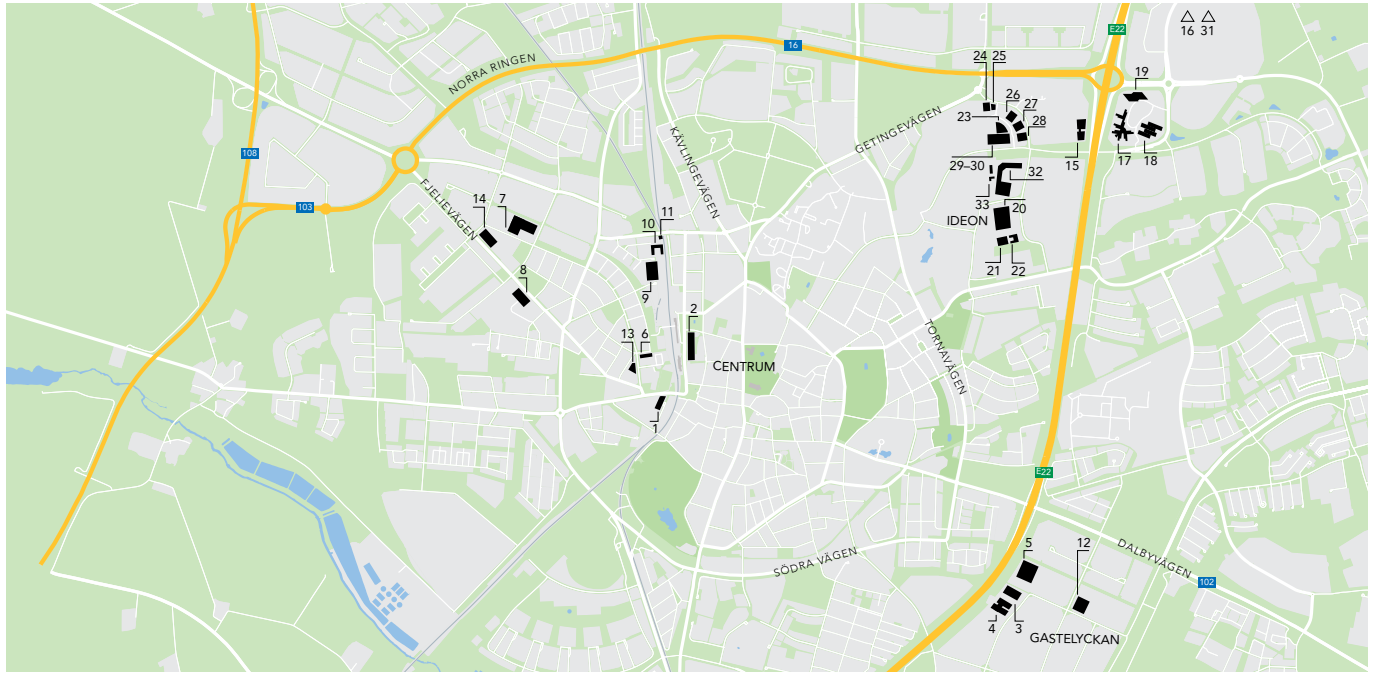 E22
16 31
16
NORRA RINGEN
24 25
19
26
27
23
28
KÄVLINGEVÄGEN
GETINGEVÄGEN
108
29–30
32
15
17
18
FJELIEVÄGEN
103
14
7
10
11
33
20
IDEON
8
9
21
22
2
13
6
TORNAVÄGEN
CENTRUM
1
E22
5
12
DALBYVÄGEN
SÖDRA VÄGEN
102
4
3
GASTELYCKAN